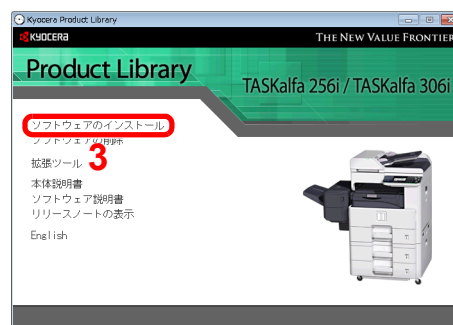 Kyocera Product Library
KYOCERA
THE NEW VALUE FRONTIER
Product Library
TASKalfa 256i / TASKalfa 306i
ソフトウェアのインストール
ソフトウェアの削除
拡張ツール
3
本体説明書
ソフトウェア説明書
リリースノートの表示
English